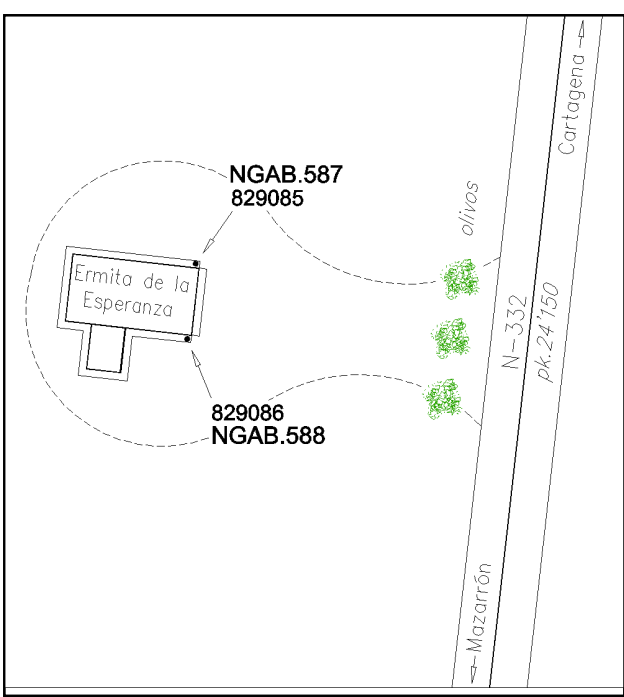 Cartagena
NGAB.587
829085
olivos
Ermita de la
Esperanza
N-332
pk.24'150
829086
NGAB.588
Mazarrón